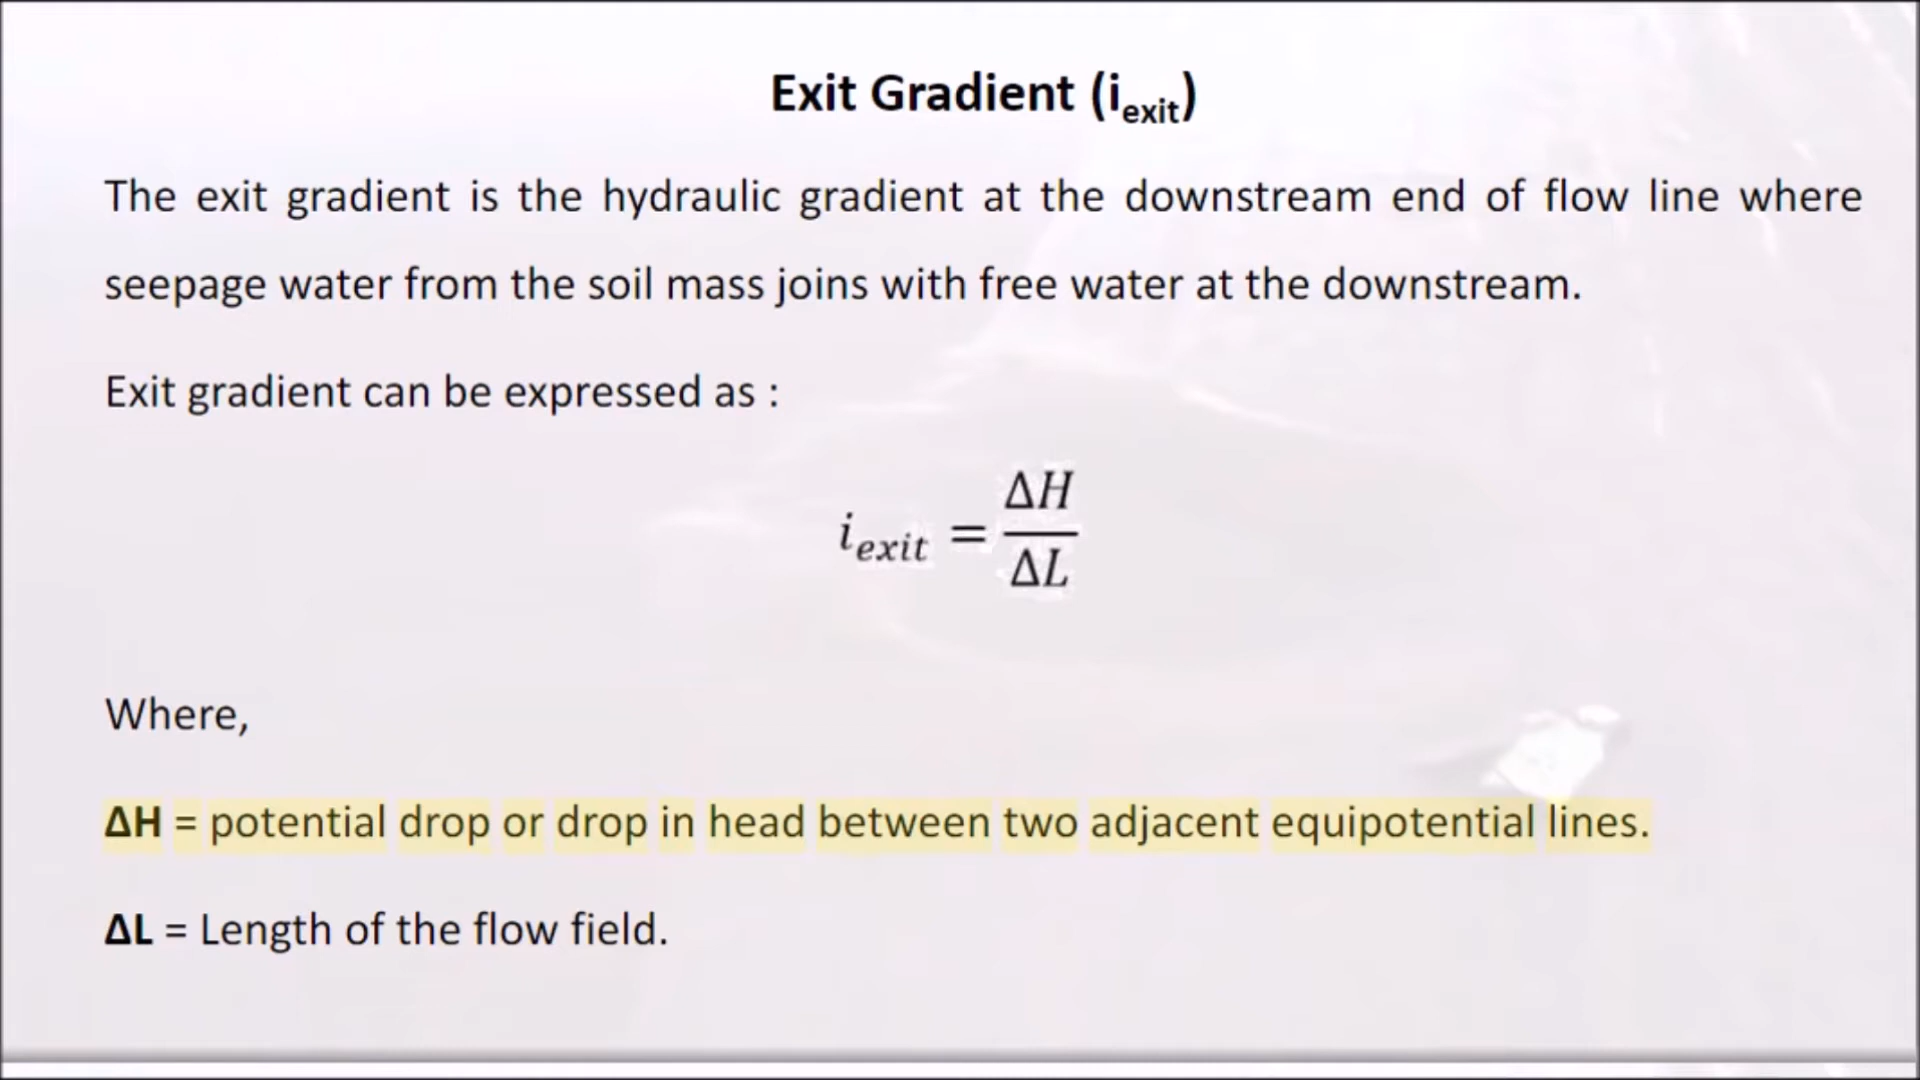 Exit Gradient (i_exit)
The exit gradient is the hydraulic gradient at the downstream end of flow line where
seepage water from the soil mass joins with free water at the downstream.
Exit gradient can be expressed as :
i_exit = ΔH/ΔL
Where,
ΔH = potential drop or drop in head between two adjacent equipotential lines.
ΔL = Length of the flow field.